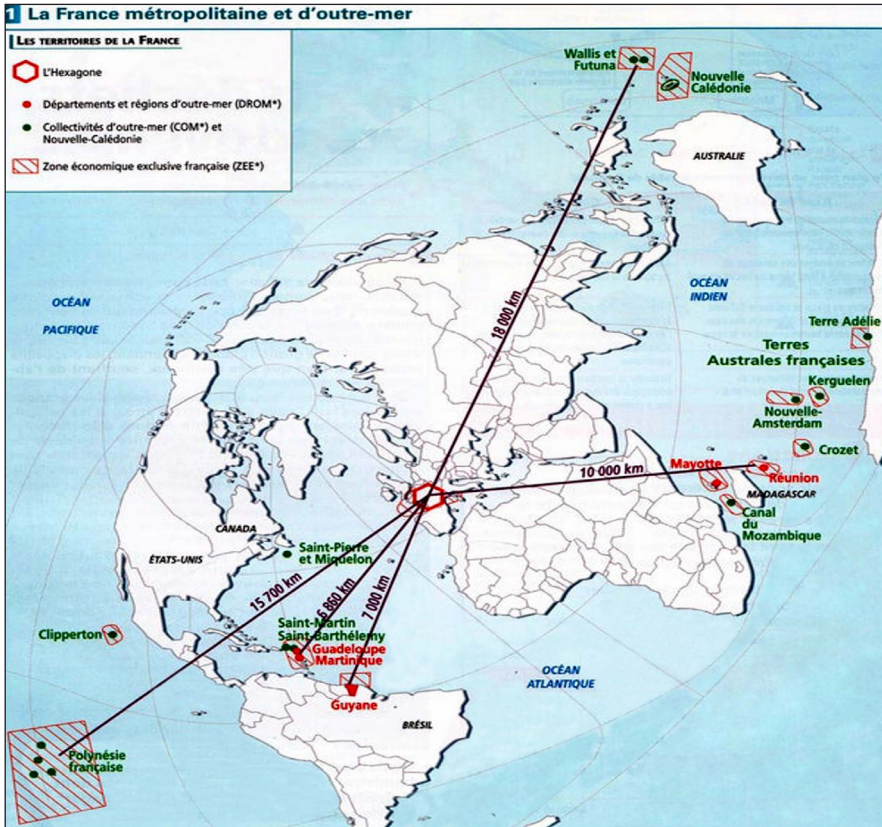 1 La France métropolitaine et d'outre-mer
LES TERRITOIRES DE LA FRANCE
L'Hexagone
Départements et régions d'outre-mer (DROM*)
Collectivités d'outre-mer (COM*) et
Nouvelle-Calédonie
Zone économique exclusive française (ZEE*)
Wallis et
Futuna
Nouvelle
Calédonie
AUSTRALIE
OCÉAN
INDIEN
OCÉAN
PACIFIQUE
18 000 km
Terre Adélie
Terres
Australes françaises
Kerguelen
Nouvelle-
Amsterdam
Crozet
10 000 km
Mayotte
Réunion
MADAGASCAR
Canal
du
Mozambique
CANADA
ÉTATS-UNIS
Saint-Pierre
et Miquelon
15 700 km
6 860 km
7 000 km
Clipperton
Saint-Martin
Saint-Barthélemy
Guadeloupe
Martinique
OCÉAN
ATLANTIQUE
Guyane
BRÉSIL
Polynésie
française